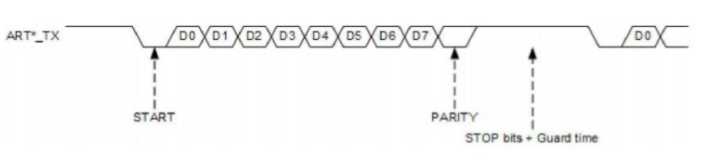 ART*_TX D0 D1 D2 D3 D4 D5 D6 D7 D0
START PARITY
STOP bits + Guard time